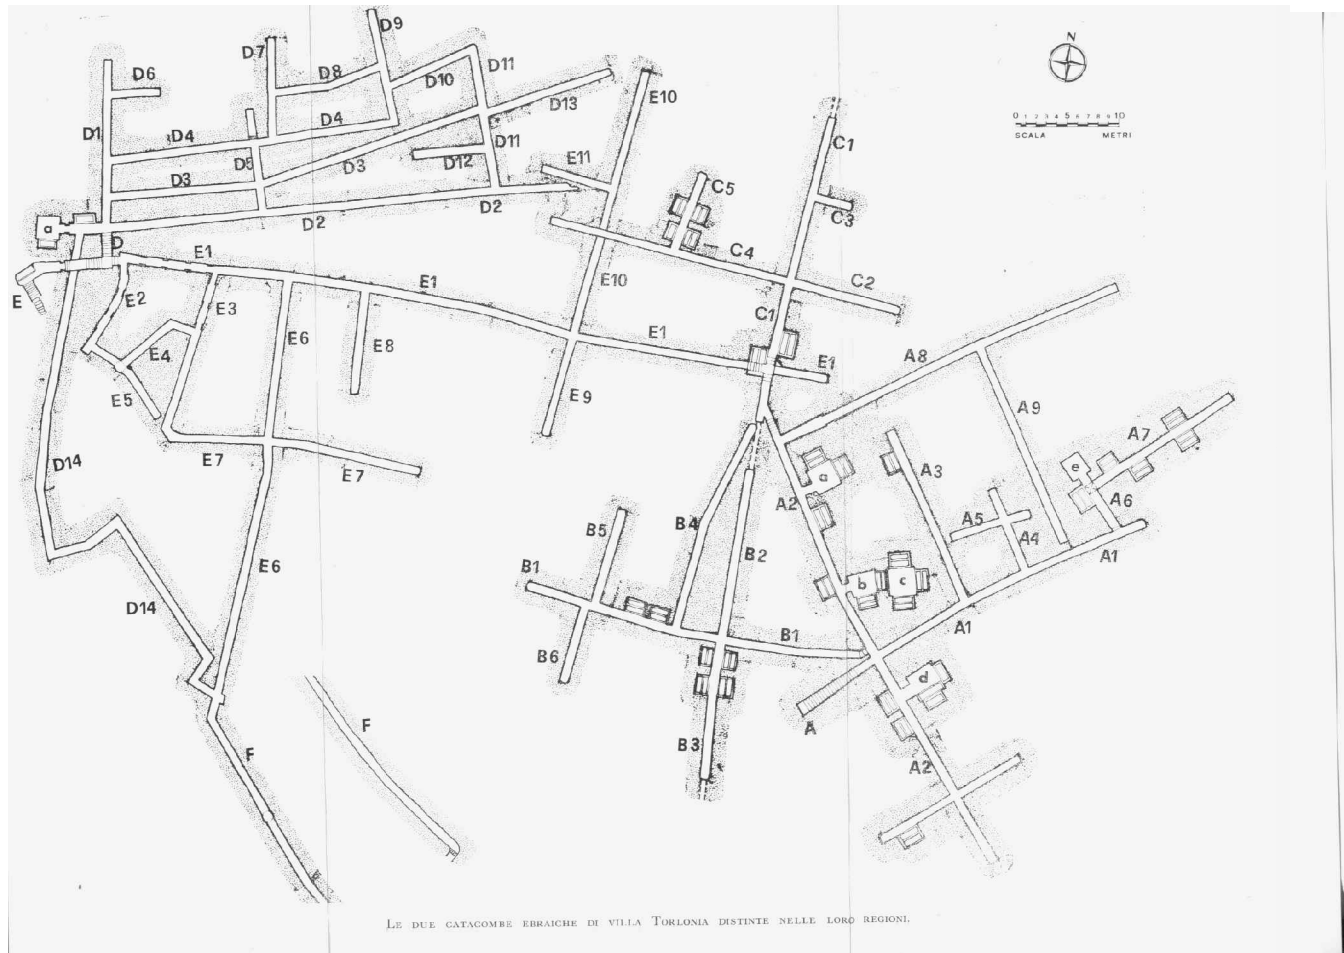 D9
N
D7
D11
D8
D6
D10
E10
D13
0 1 2 3 4 5 6 7 8 9 10
SCALA METRI
D4
D1
D4
D11
C1
D5
D12
E11
D3
D3
C5
a
D2
D2
C3
D
E1
C4
E10
C2
E1
E
E2
E3
C1
E6
E1
E4
E8
A8
E1
E5
E9
A9
A7
E7
D14
E7
e
a
A3
A2
A6
B4
B5
A5
B2
A4
A1
E6
B1
b
c
D14
A1
B1
B6
d
F
A
B3
F
A2
LE DUE CATACOMBE EBRAICHE DI VILLA TORLONIA DISTINTE NELLE LORO REGIONI.